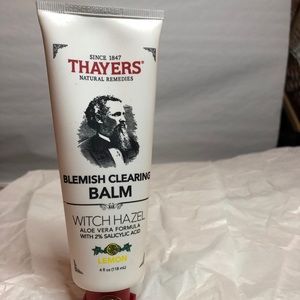 SINCE 1847
THAYERS®
NATURAL REMEDIES
BLEMISH CLEARING
BALM
WITCH HAZEL
ALOE VERA FORMULA
WITH 2% SALICYLIC ACID
LEMON
4 fl oz (118 mL)